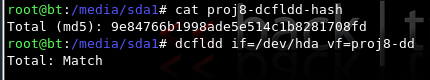 root@bt:/media/sda1# cat proj8-dcfldd-hash
Total (md5): 9e84766b1998ade5e514c1b8281708fd
root@bt:/media/sda1# dcfldd if=/dev/hda vf=proj8-dd
Total: Match